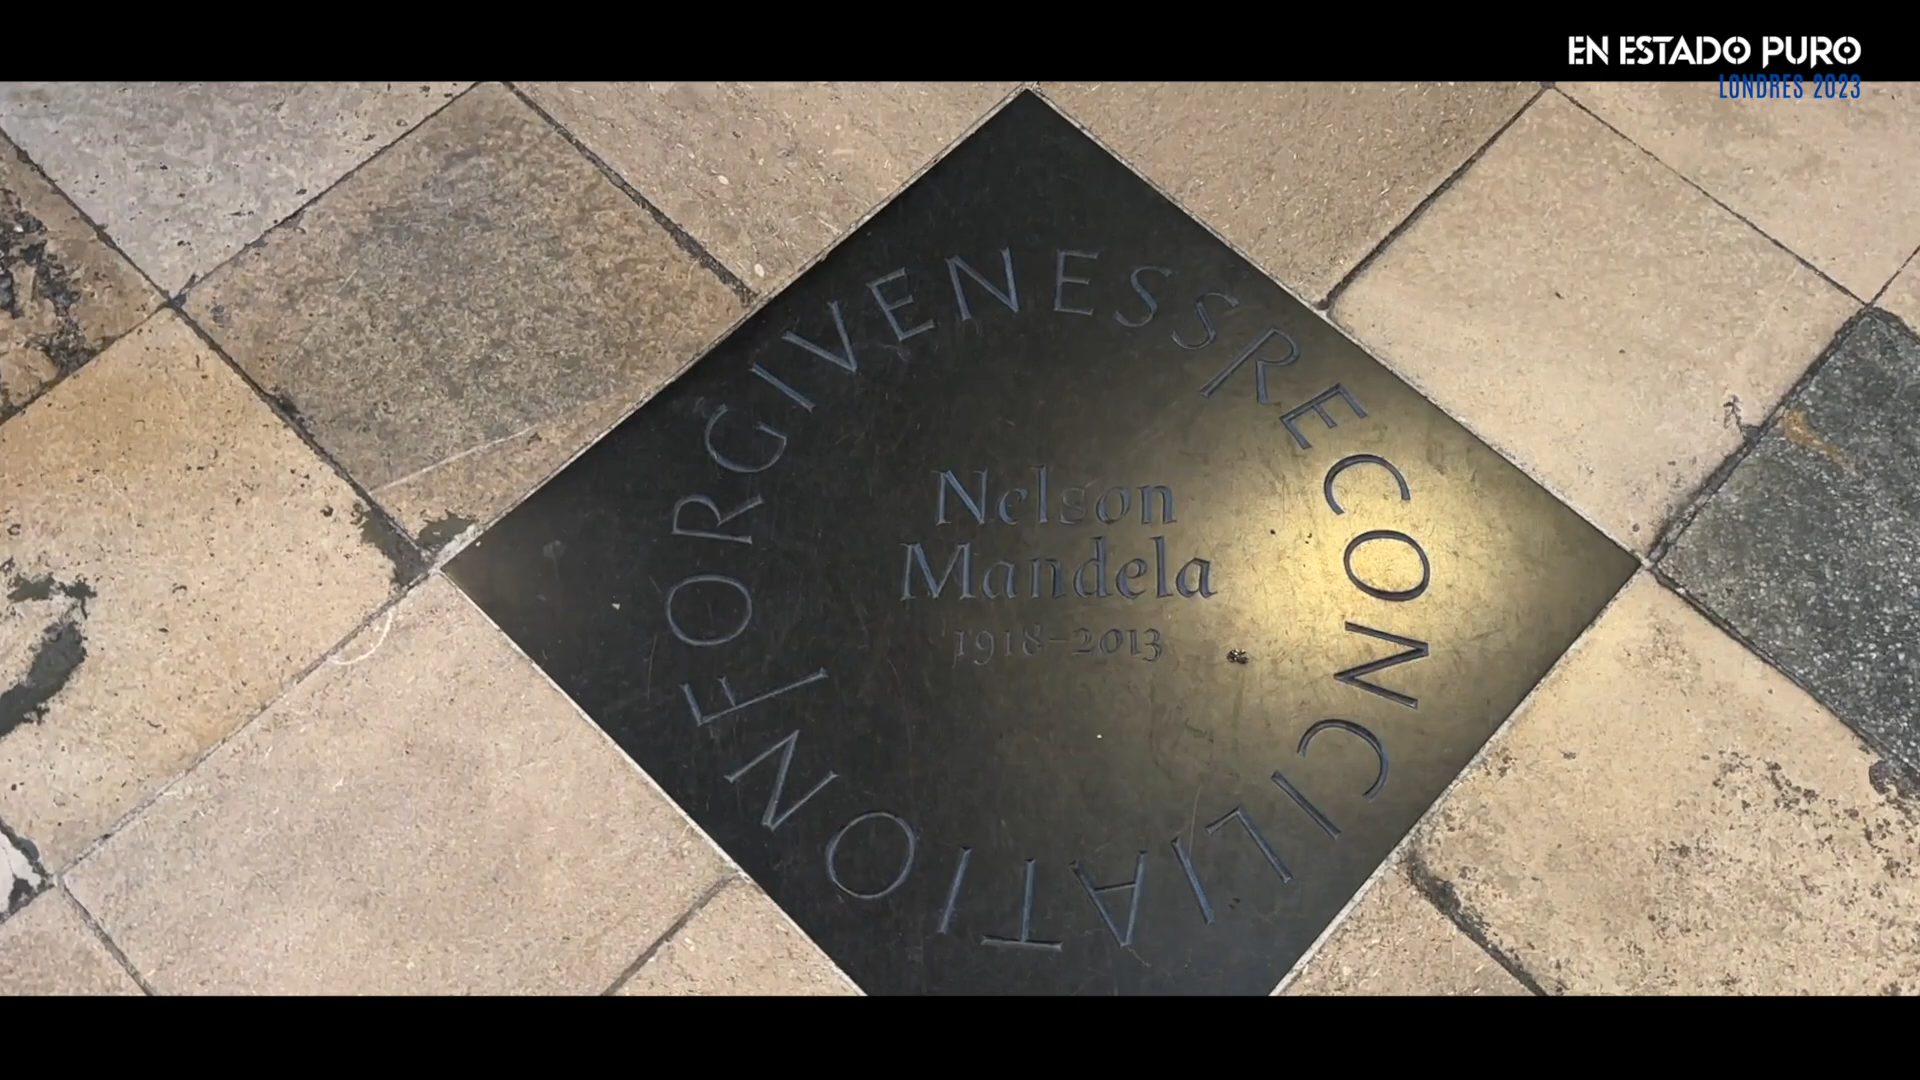 EN ESTADO PURO
LONDRES 2023
FORGIVENESS RECONCILIATION
Nelson
Mandela
1918-2013